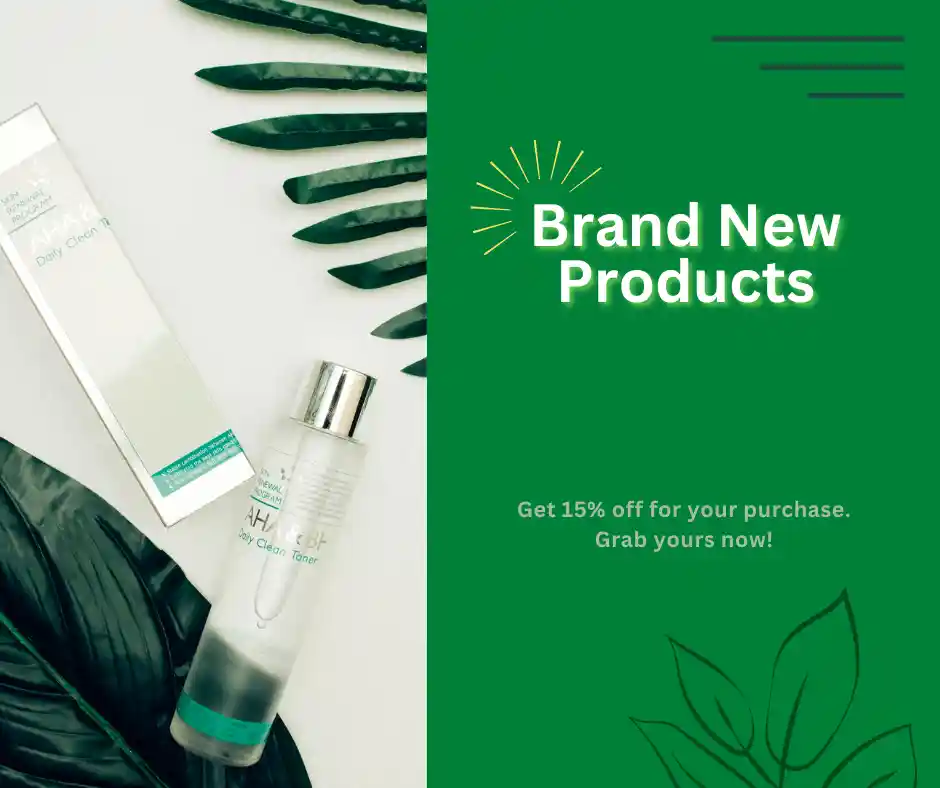 SKIN
RENEWAL
PROGRAM
AHA &
Daily Clean T
RENEWAL
PROGRAM
AHA & BH
Daily Clean Toner
Brand New
Products
Get 15% off for your purchase.
Grab yours now!